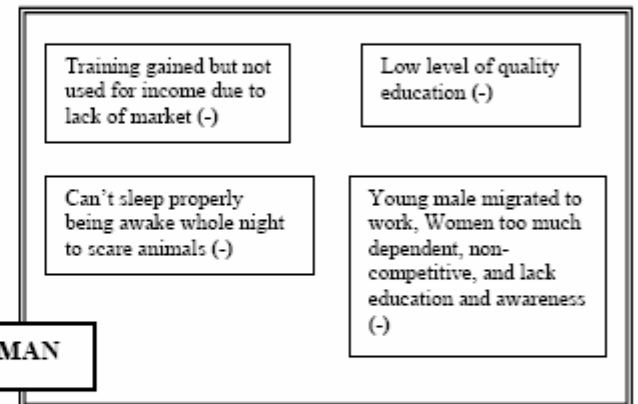 Training gained but not
used for income due to
lack of market (-)
Low level of quality
education (-)
Can't sleep properly
being awake whole night
to scare animals (-)
Young male migrated to
work, Women too much
dependent, non-
competitive, and lack
education and awareness
(-)
MAN